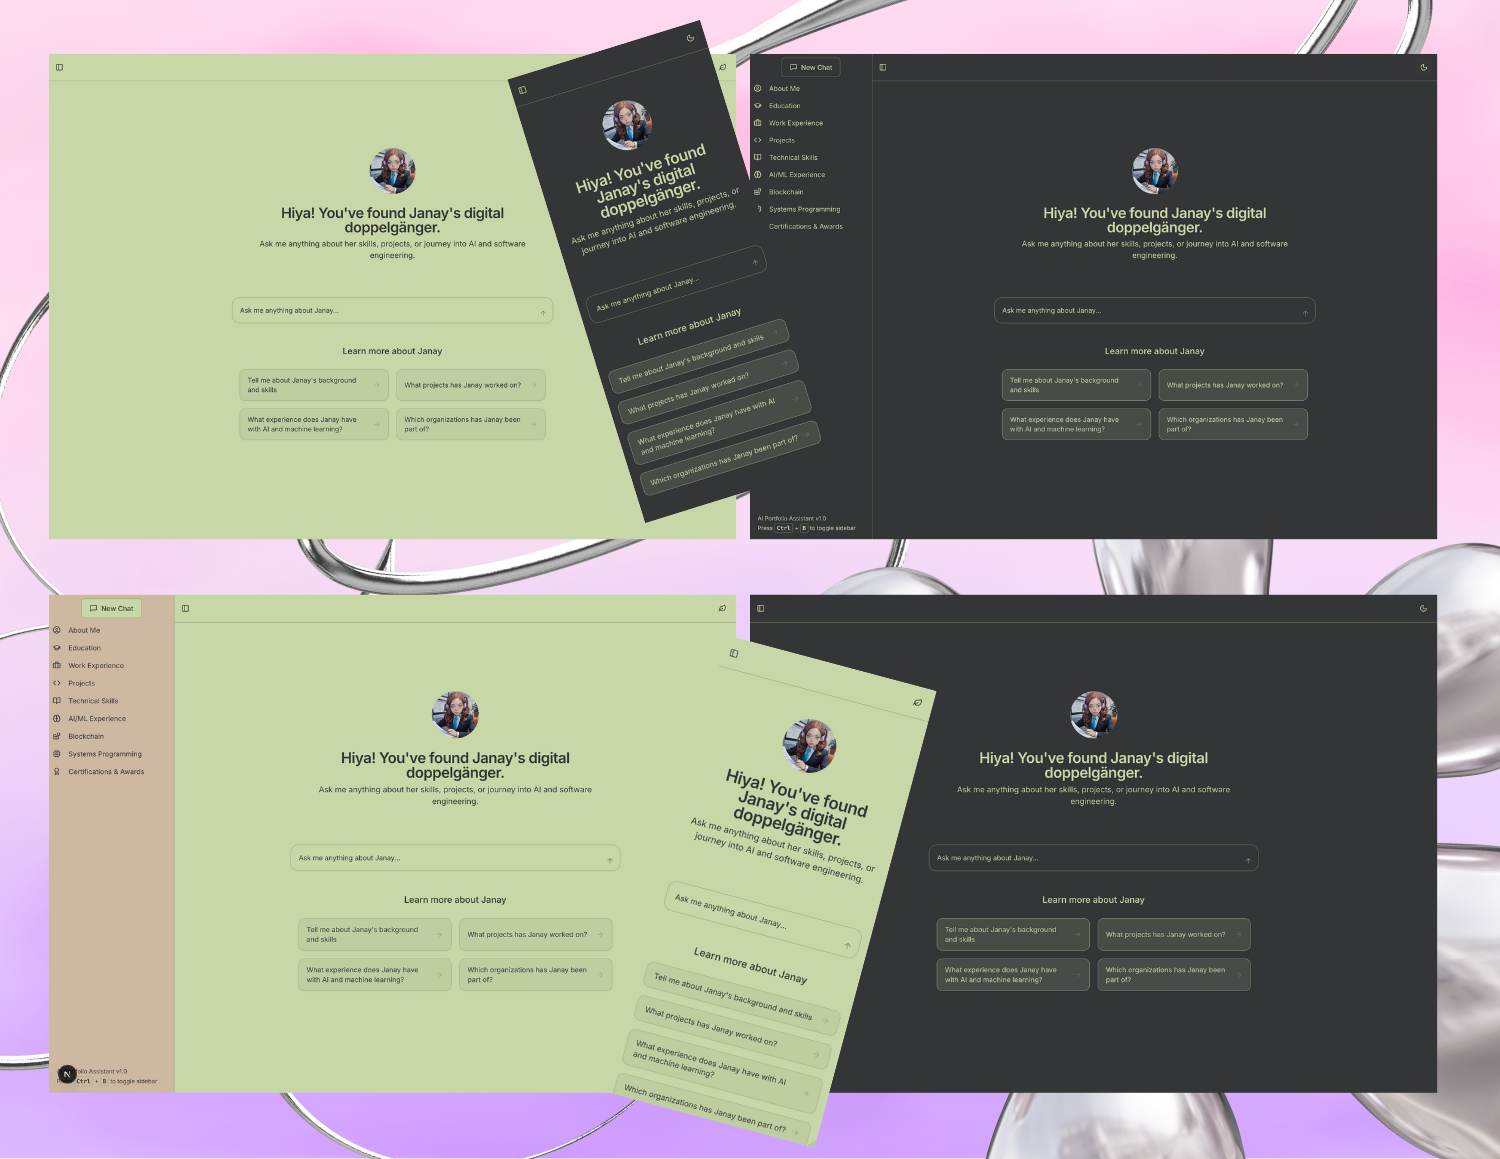 Hiya! You've found Janay's digital
doppelgänger.
Ask me anything about her skills, projects, or journey into AI and software
engineering.
Ask me anything about Janay...
Learn more about Janay
Tell me about Janay's background
and skills
What projects has Janay worked on?
What experience does Janay have
with AI and machine learning?
Which organizations has Janay been
part of?
Hiya! You've found
Janay's digital
doppelgänger.
Ask me anything about her skills, projects, or
journey into AI and software engineering.
Ask me anything about Janay...
Learn more about Janay
Tell me about Janay's background and skills
What projects has Janay worked on?
What experience does Janay have with AI
and machine learning?
Which organizations has Janay been part of?
New Chat
About Me
Education
Work Experience
Projects
Technical Skills
AI/ML Experience
Blockchain
Systems Programming
Certifications & Awards
AI Portfolio Assistant v1.0
Press Ctrl + B to toggle sidebar
Hiya! You've found Janay's digital
doppelgänger.
Ask me anything about her skills, projects, or journey into AI and software
engineering.
Ask me anything about Janay...
Learn more about Janay
Tell me about Janay's background
and skills
What projects has Janay worked on?
What experience does Janay have
with AI and machine learning?
Which organizations has Janay been
part of?
New Chat
About Me
Education
Work Experience
Projects
Technical Skills
AI/ML Experience
Blockchain
Systems Programming
Certifications & Awards
Assistant v1.0
N
Ctrl + B to toggle sidebar
Hiya! You've found Janay's digital
doppelgänger.
Ask me anything about her skills, projects, or journey into AI and software
engineering.
Ask me anything about Janay...
Learn more about Janay
Tell me about Janay's background
and skills
What projects has Janay worked on?
What experience does Janay have
with AI and machine learning?
Which organizations has Janay been
part of?
Hiya! You've found
Janay's digital
doppelgänger.
Ask me anything about her skills, projects, or
journey into AI and software engineering.
Ask me anything about Janay...
Learn more about Janay
Tell me about Janay's background and skills
What projects has Janay worked on?
What experience does Janay have with AI
and machine learning?
Which organizations has Janay been part of?
Hiya! You've found Janay's digital
doppelgänger.
Ask me anything about her skills, projects, or journey into AI and software
engineering.
Ask me anything about Janay...
Learn more about Janay
Tell me about Janay's background
and skills
What projects has Janay worked on?
What experience does Janay have
with AI and machine learning?
Which organizations has Janay been
part of?